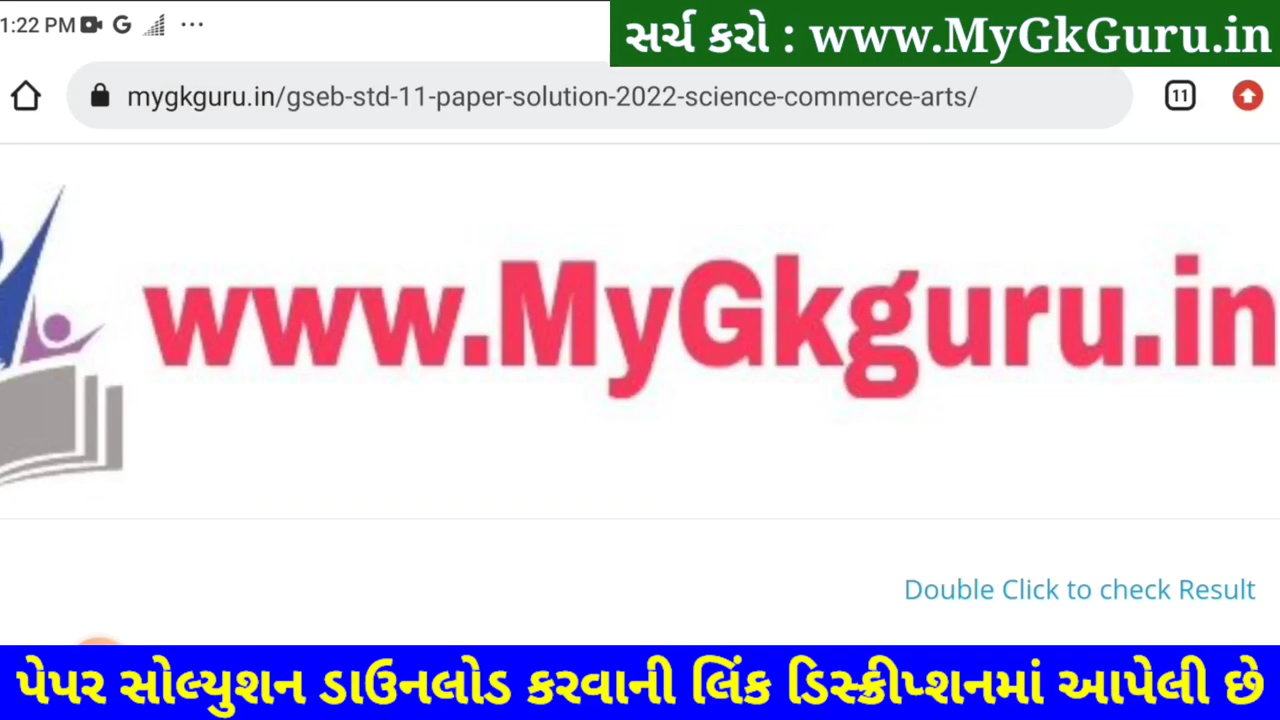 1:22 PM
સર્ચ કરો : www.MyGkGuru.in
mygkguru.in/gseb-std-11-paper-solution-2022-science-commerce-arts/
11
www.MyGkguru.in
Double Click to check Result
પેપર સોલ્યુશન ડાઉનલોડ કરવાની લિંક ડિસ્ક્રીપ્શનમાં આપેલી છે